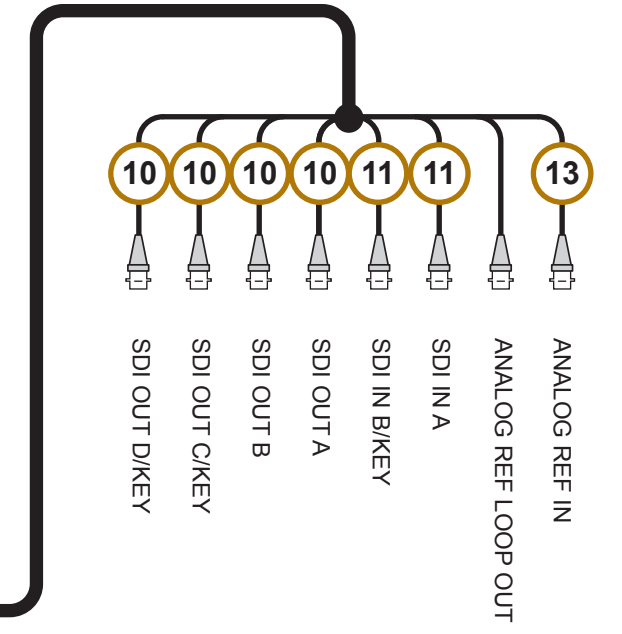 10
10
10
10
11
11
13
SDI OUT D/KEY
SDI OUT C/KEY
SDI OUT B
SDI OUT A
SDI IN B/KEY
SDI IN A
ANALOG REF LOOP OUT
ANALOG REF IN